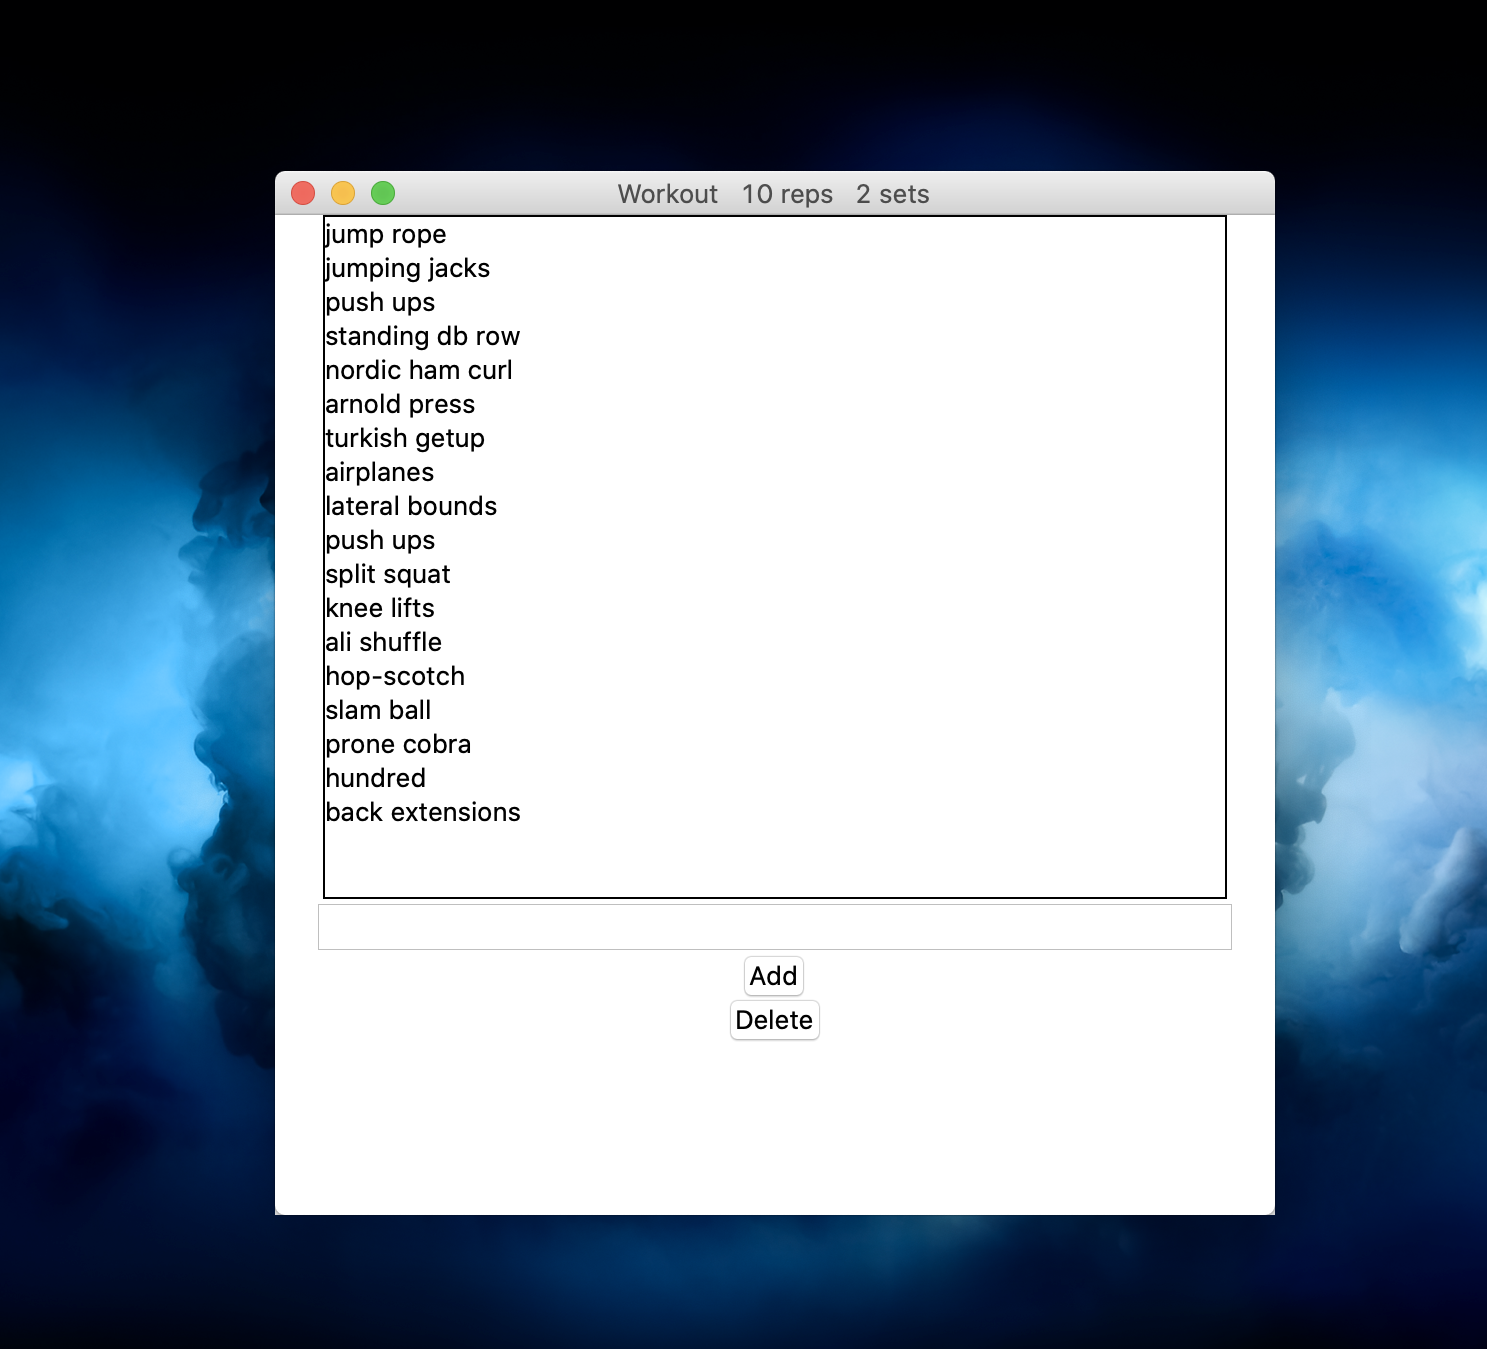 Workout   10 reps   2 sets
jump rope
jumping jacks
push ups
standing db row
nordic ham curl
arnold press
turkish getup
airplanes
lateral bounds
push ups
split squat
knee lifts
ali shuffle
hop-scotch
slam ball
prone cobra
hundred
back extensions
Add
Delete